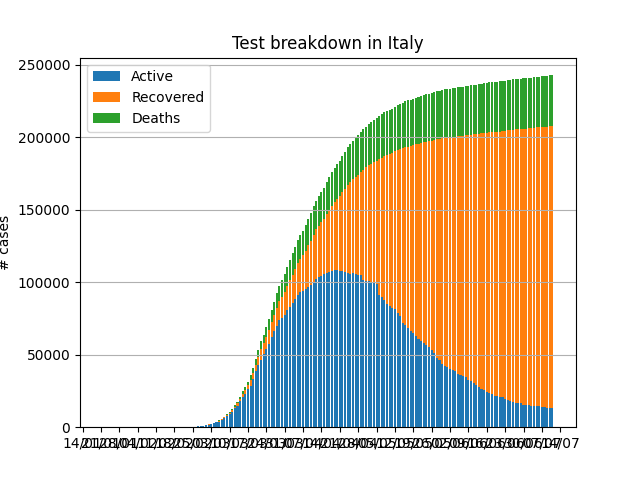 Test breakdown in Italy
Active
Recovered
Deaths
# cases
250000
200000
150000
100000
50000
0